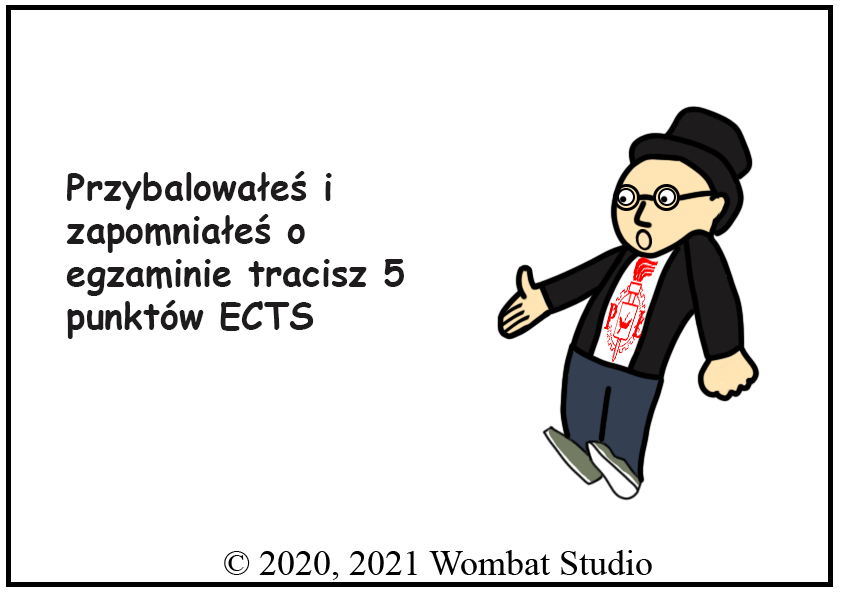 Przybalowałeś i
zapomniałeś o
egzaminie tracisz 5
punktów ECTS
P Ł
© 2020, 2021 Wombat Studio